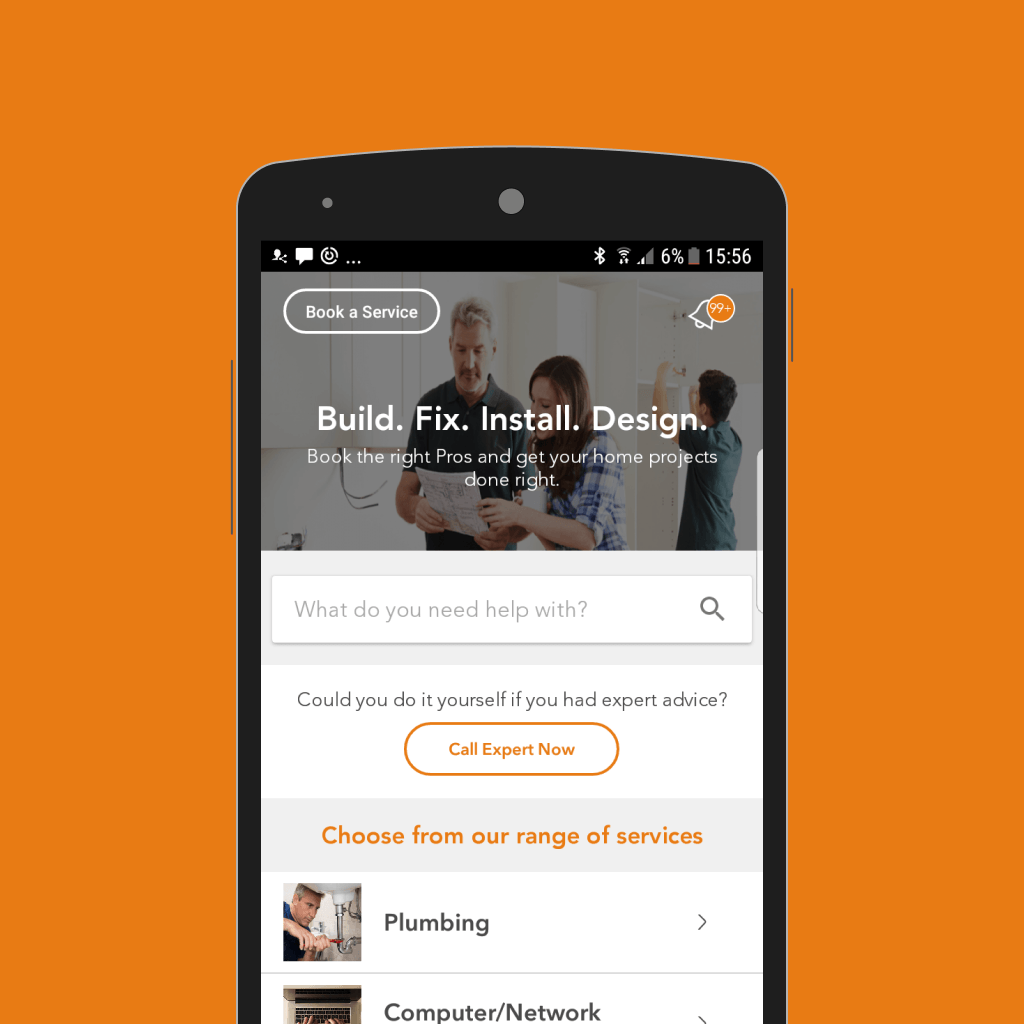 ... 6% 15:56
Book a Service
99+
Build. Fix. Install. Design.
Book the right Pros and get your home projects
done right.
What do you need help with?
Could you do it yourself if you had expert advice?
Call Expert Now
Choose from our range of services
Plumbing
Computer/Network